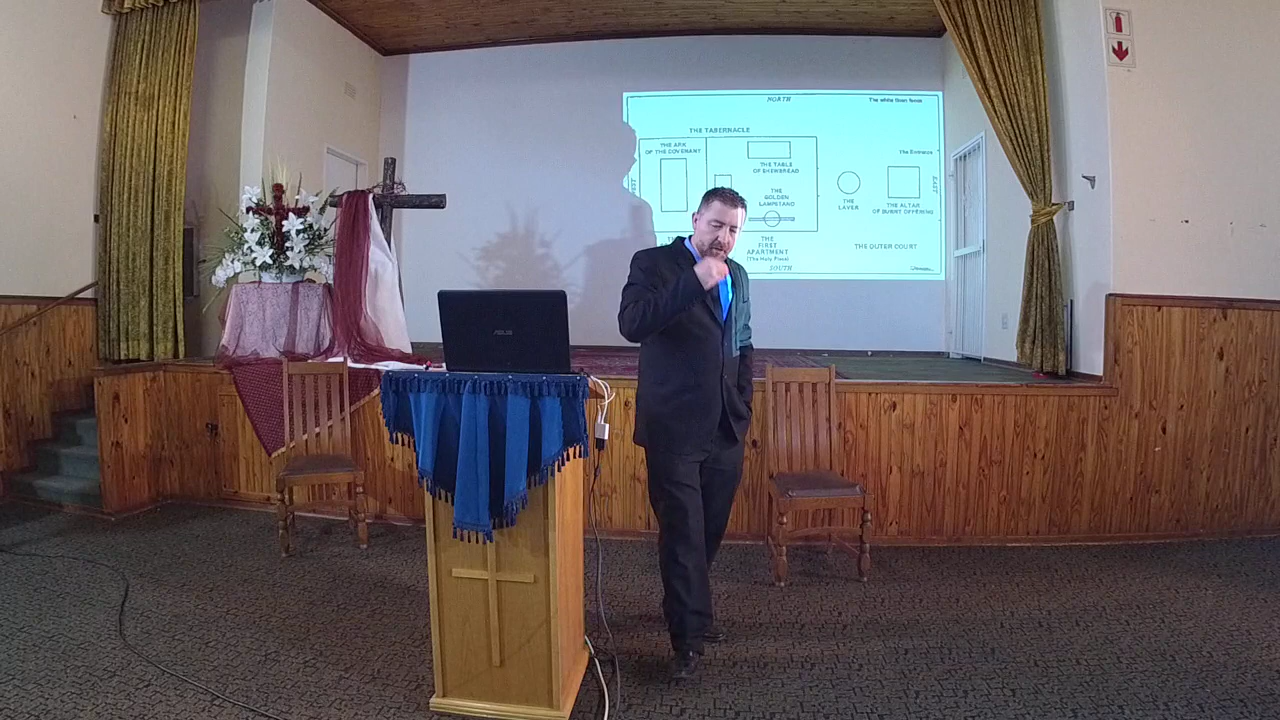 NORTH
The white linen fence
THE TABERNACLE
THE ARK
OF THE COVENANT
THE TABLE
OF SHEWBREAD
The Entrance
EAST
THE
GOLDEN
LAMPSTAND
THE
LAVER
THE ALTAR
OF BURNT OFFERING
THE
FIRST
APARTMENT
(The Holy Place)
THE OUTER COURT
SOUTH
ASUS